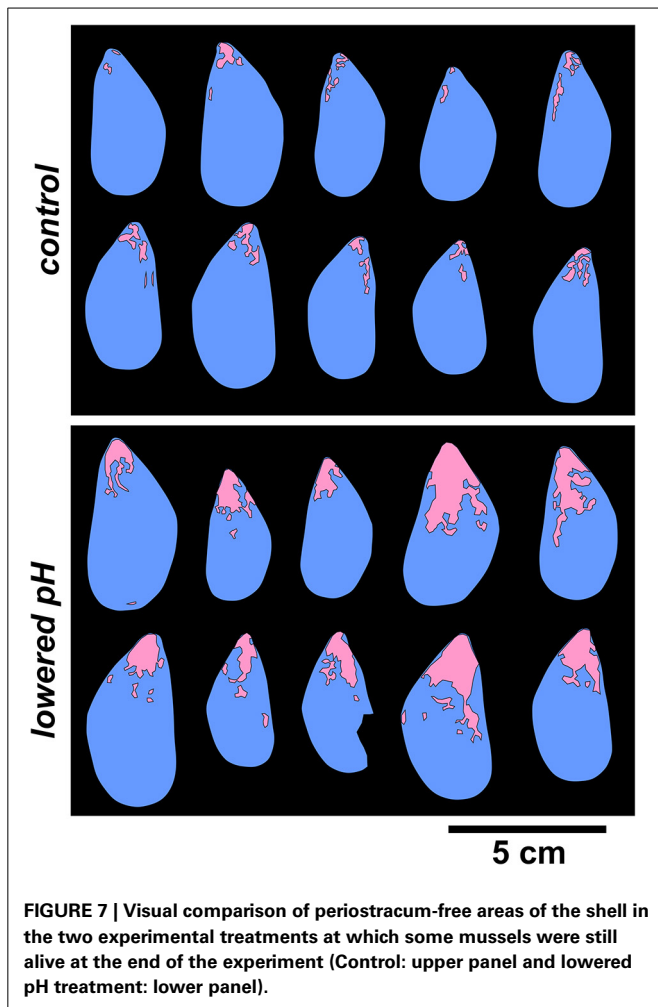 control
lowered pH
5 cm
FIGURE 7 | Visual comparison of periostracum-free areas of the shell in
the two experimental treatments at which some mussels were still
alive at the end of the experiment (Control: upper panel and lowered
pH treatment: lower panel).